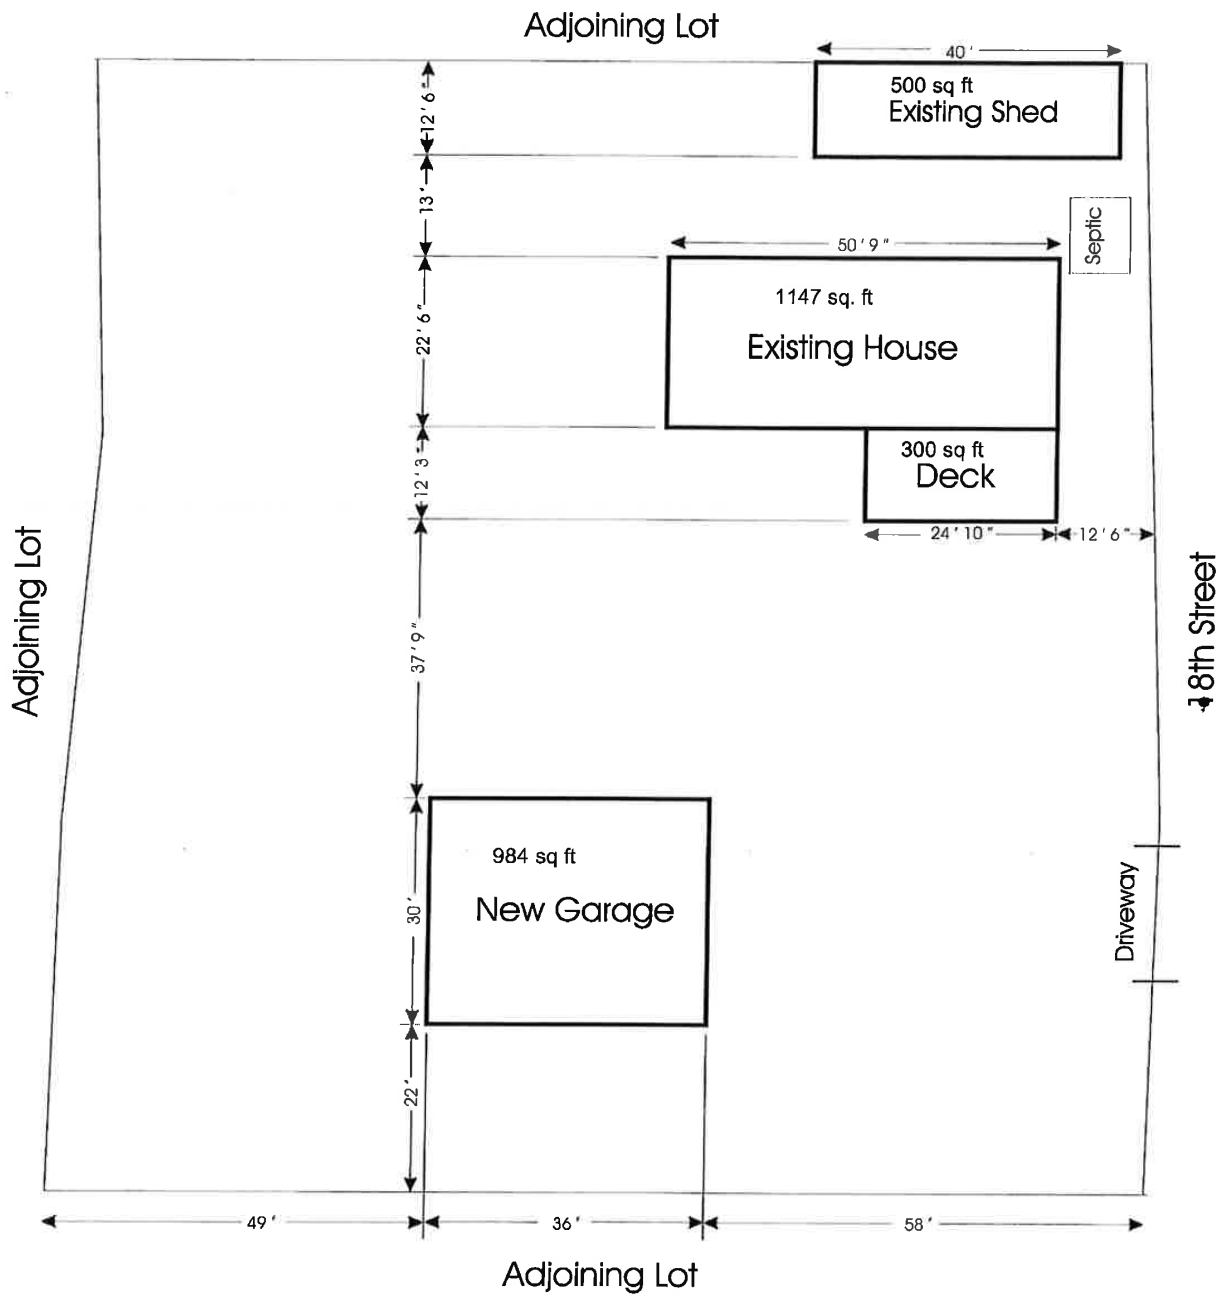 Adjoining Lot
40'
500 sq ft
Existing Shed
12'6"
13'
Septic
50'9"
1147 sq. ft
Existing House
22'6"
300 sq ft
Deck
12'3"
24'10"
12'6"
Adjoining Lot
18th Street
37'9"
984 sq ft
New Garage
30'
Driveway
22'
49'
36'
58'
Adjoining Lot